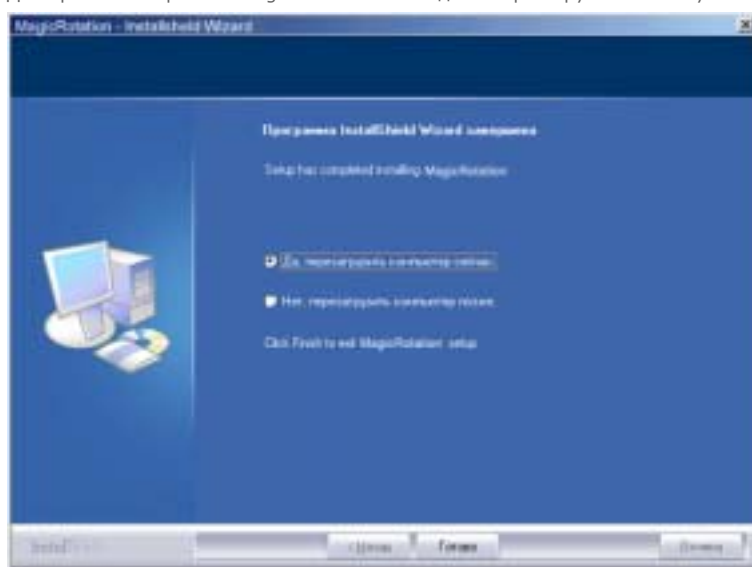 MagicRotation - InstallShield Wizard
Программа InstallShield Wizard завершена
Setup has completed installing MagicRotation
Да, перезагрузить компьютер сейчас.
Нет, перезагрузить компьютер позже.
Click Finish to exit MagicRotation setup
InstallShield
< Назад Готово Отмена